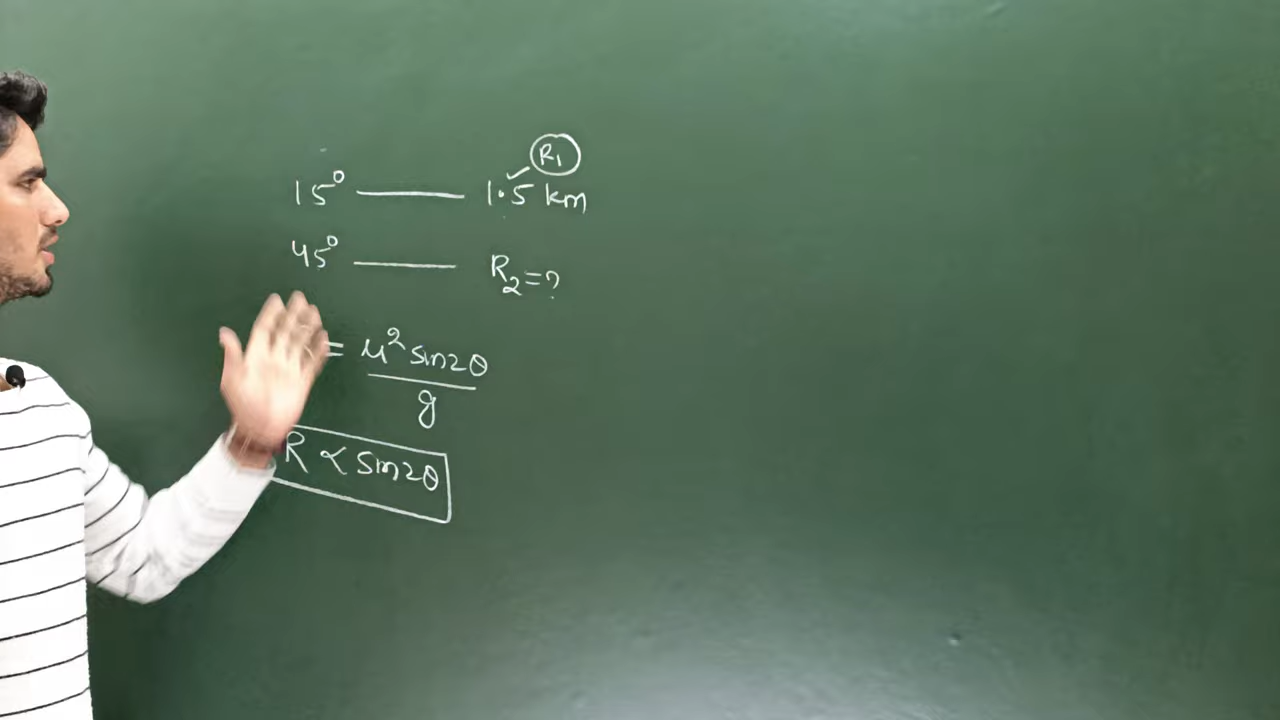 R₁
15° —— 1.5 km
45° —— R₂ = ?
= u² sin2θ
g
R ∝ sin2θ